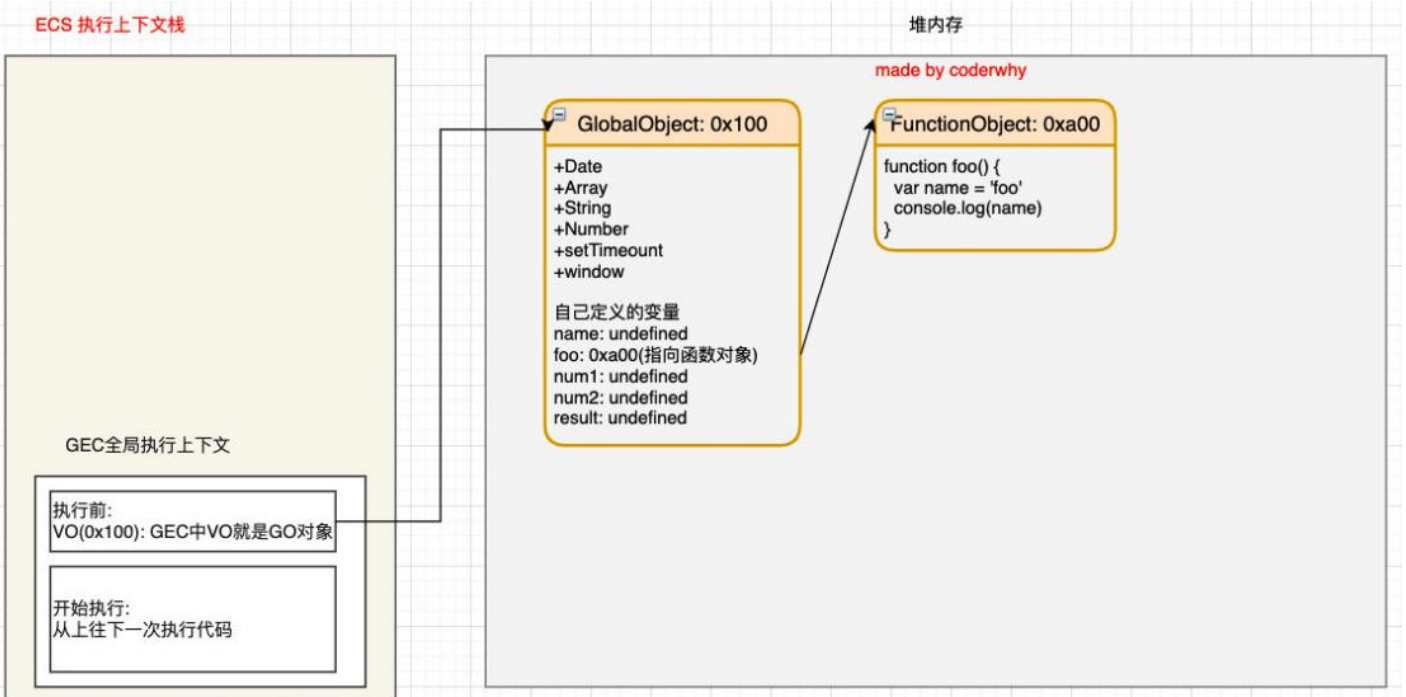 ECS 执行上下文栈
堆内存
made by coderwhy
GlobalObject: 0x100
+Date
+Array
+String
+Number
+setTimeount
+window
自己定义的变量
name: undefined
foo: 0xa00(指向函数对象)
num1: undefined
num2: undefined
result: undefined
FunctionObject: 0xa00
function foo() {
var name = 'foo'
console.log(name)
}
GEC全局执行上下文
执行前:
VO(0x100): GEC中VO就是GO对象
开始执行:
从上往下一次执行代码